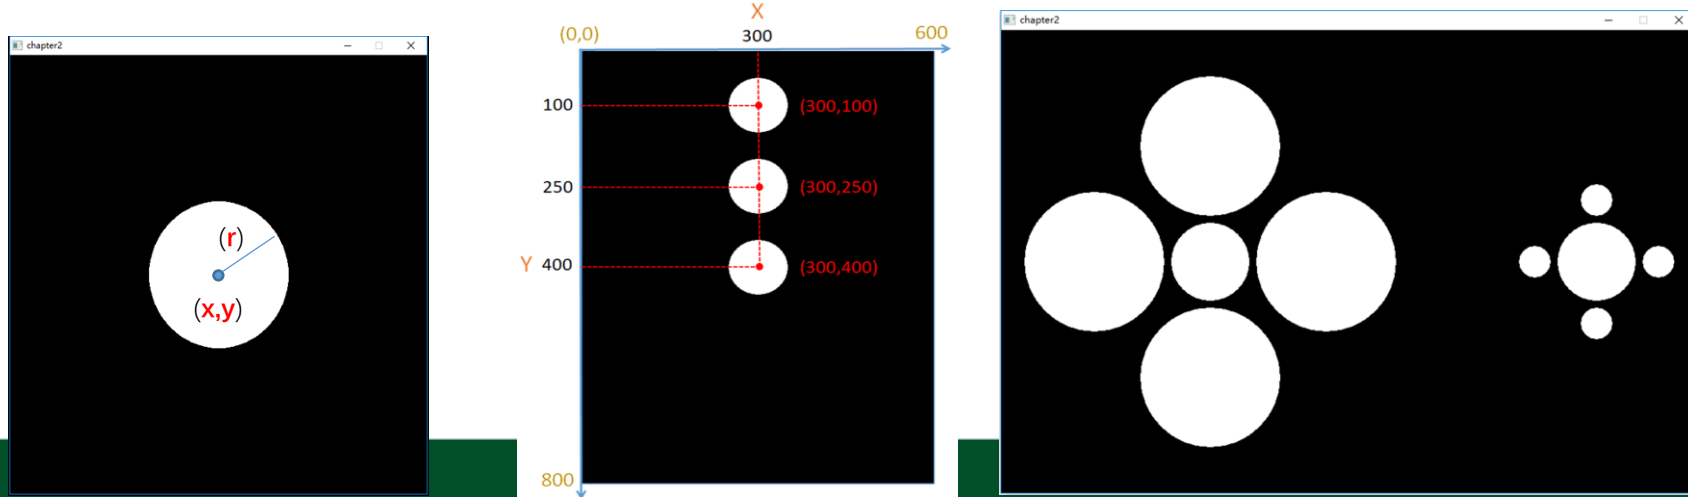 chapter2
(r)
(x,y)
X
(0,0)
300
600
100
(300,100)
250
(300,250)
Y
400
(300,400)
800
chapter2